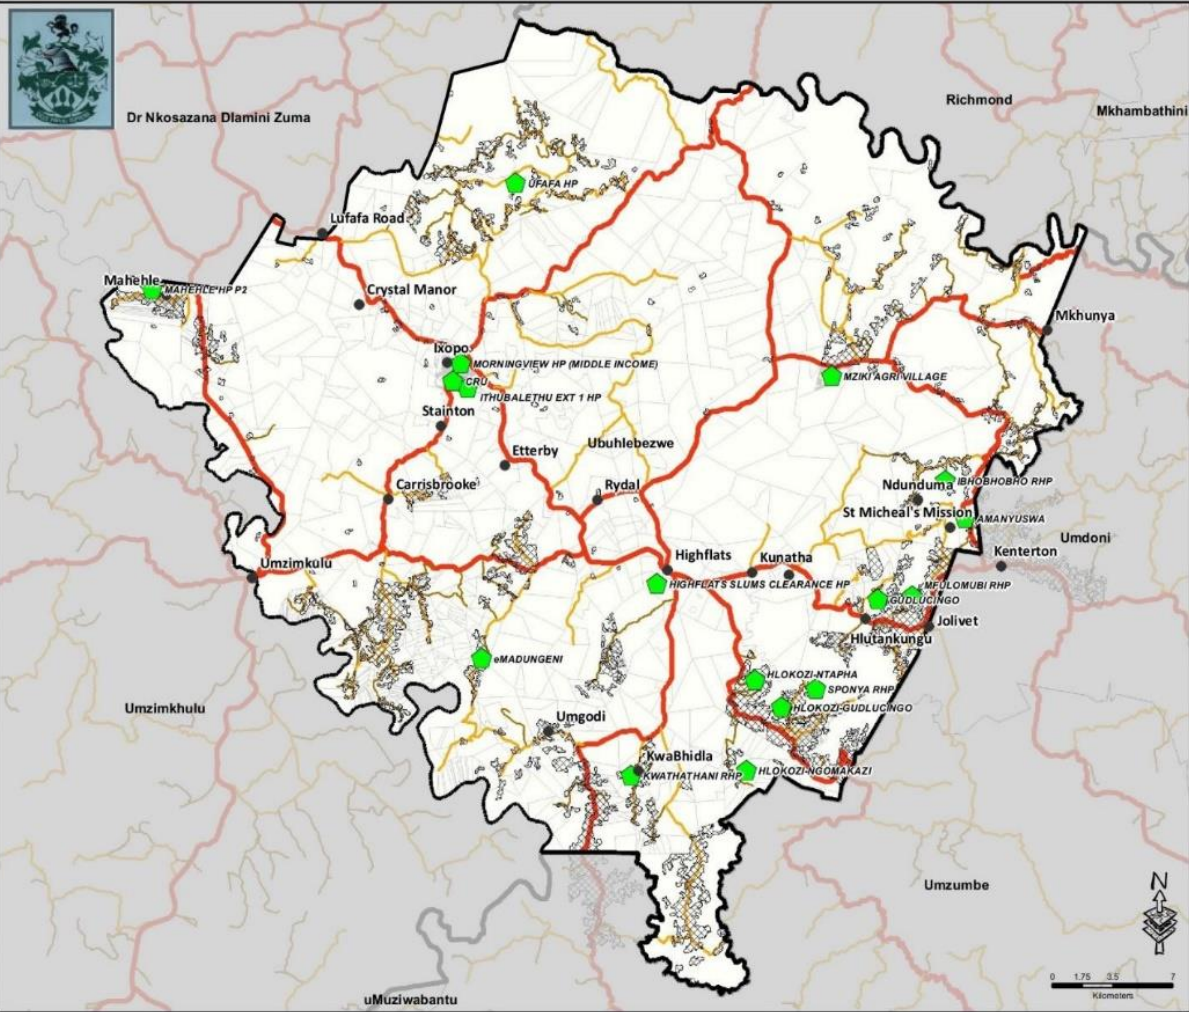 Richmond
Mkhambathini
Dr Nkosazana Dlamini Zuma
UFAFA HP
Lufafa Road
Mahehle
MAHEHLE HP P2
Crystal Manor
Mkhunya
Ixopo
MORNINGVIEW HP (MIDDLE INCOME)
MZIKI AGRI VILLAGE
CRU
ITHUBALETHU EXT 1 HP
Stainton
Ubuhlebezwe
Etterby
Carrisbrooke
Rydal
IBHOBHOBHO RHP
Ndunduma
St Micheal's Mission
AMANYUSWA
Umdoni
Kenterton
Highflats
Kunatha
Umzimkulu
HIGHFLATS SLUMS CLEARANCE HP
MFULOMUBI RHP
GUDLUCINGO
Jolivet
Hlutankungu
eMADUNGENI
HLOKOZI-NTAPHA
SPONYA RHP
Umzimkhulu
HLOKOZI-GUDLUCINGO
Umgodi
KwaBhidla
KWATHATHANI RHP
HLOKOZI-NGOMAKAZI
Umzumbe
N
0 1.75 3.5 7
Kilometers
uMuziwabantu